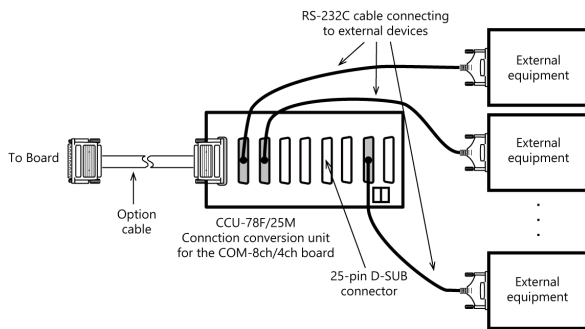 RS-232C cable connecting
to external devices
External
equipment
External
equipment
To Board
Option
cable
CCU-78F/25M
Connction conversion unit
for the COM-8ch/4ch board
25-pin D-SUB
connector
External
equipment